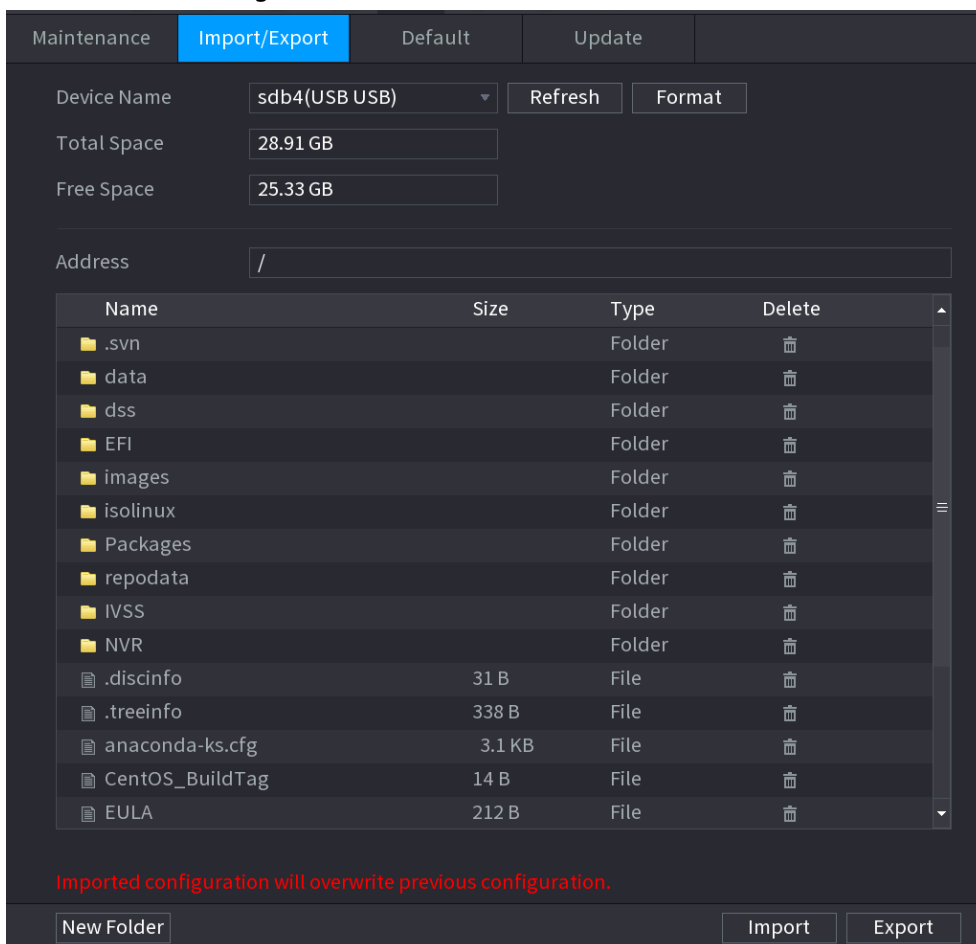 Maintenance Import/Export Default Update
Device Name sdb4(USB USB) Refresh Format
Total Space 28.91 GB
Free Space 25.33 GB
Address /
Name Size Type Delete
.svn Folder
data Folder
dss Folder
EFI Folder
images Folder
isolinux Folder
Packages Folder
repodata Folder
IVSS Folder
NVR Folder
.discinfo 31 B File
.treeinfo 338 B File
anaconda-ks.cfg 3.1 KB File
CentOS_BuildTag 14 B File
EULA 212 B File
Imported configuration will overwrite previous configuration.
New Folder Import Export